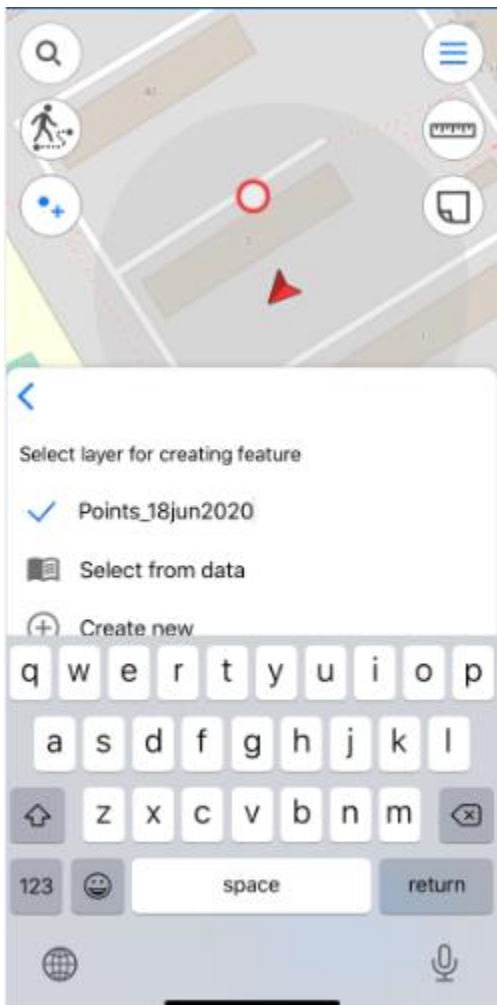 Select layer for creating feature
Points_18jun2020
Select from data
Create new
q w e r t y u i o p
a s d f g h j k l
z x c v b n m
123 space return